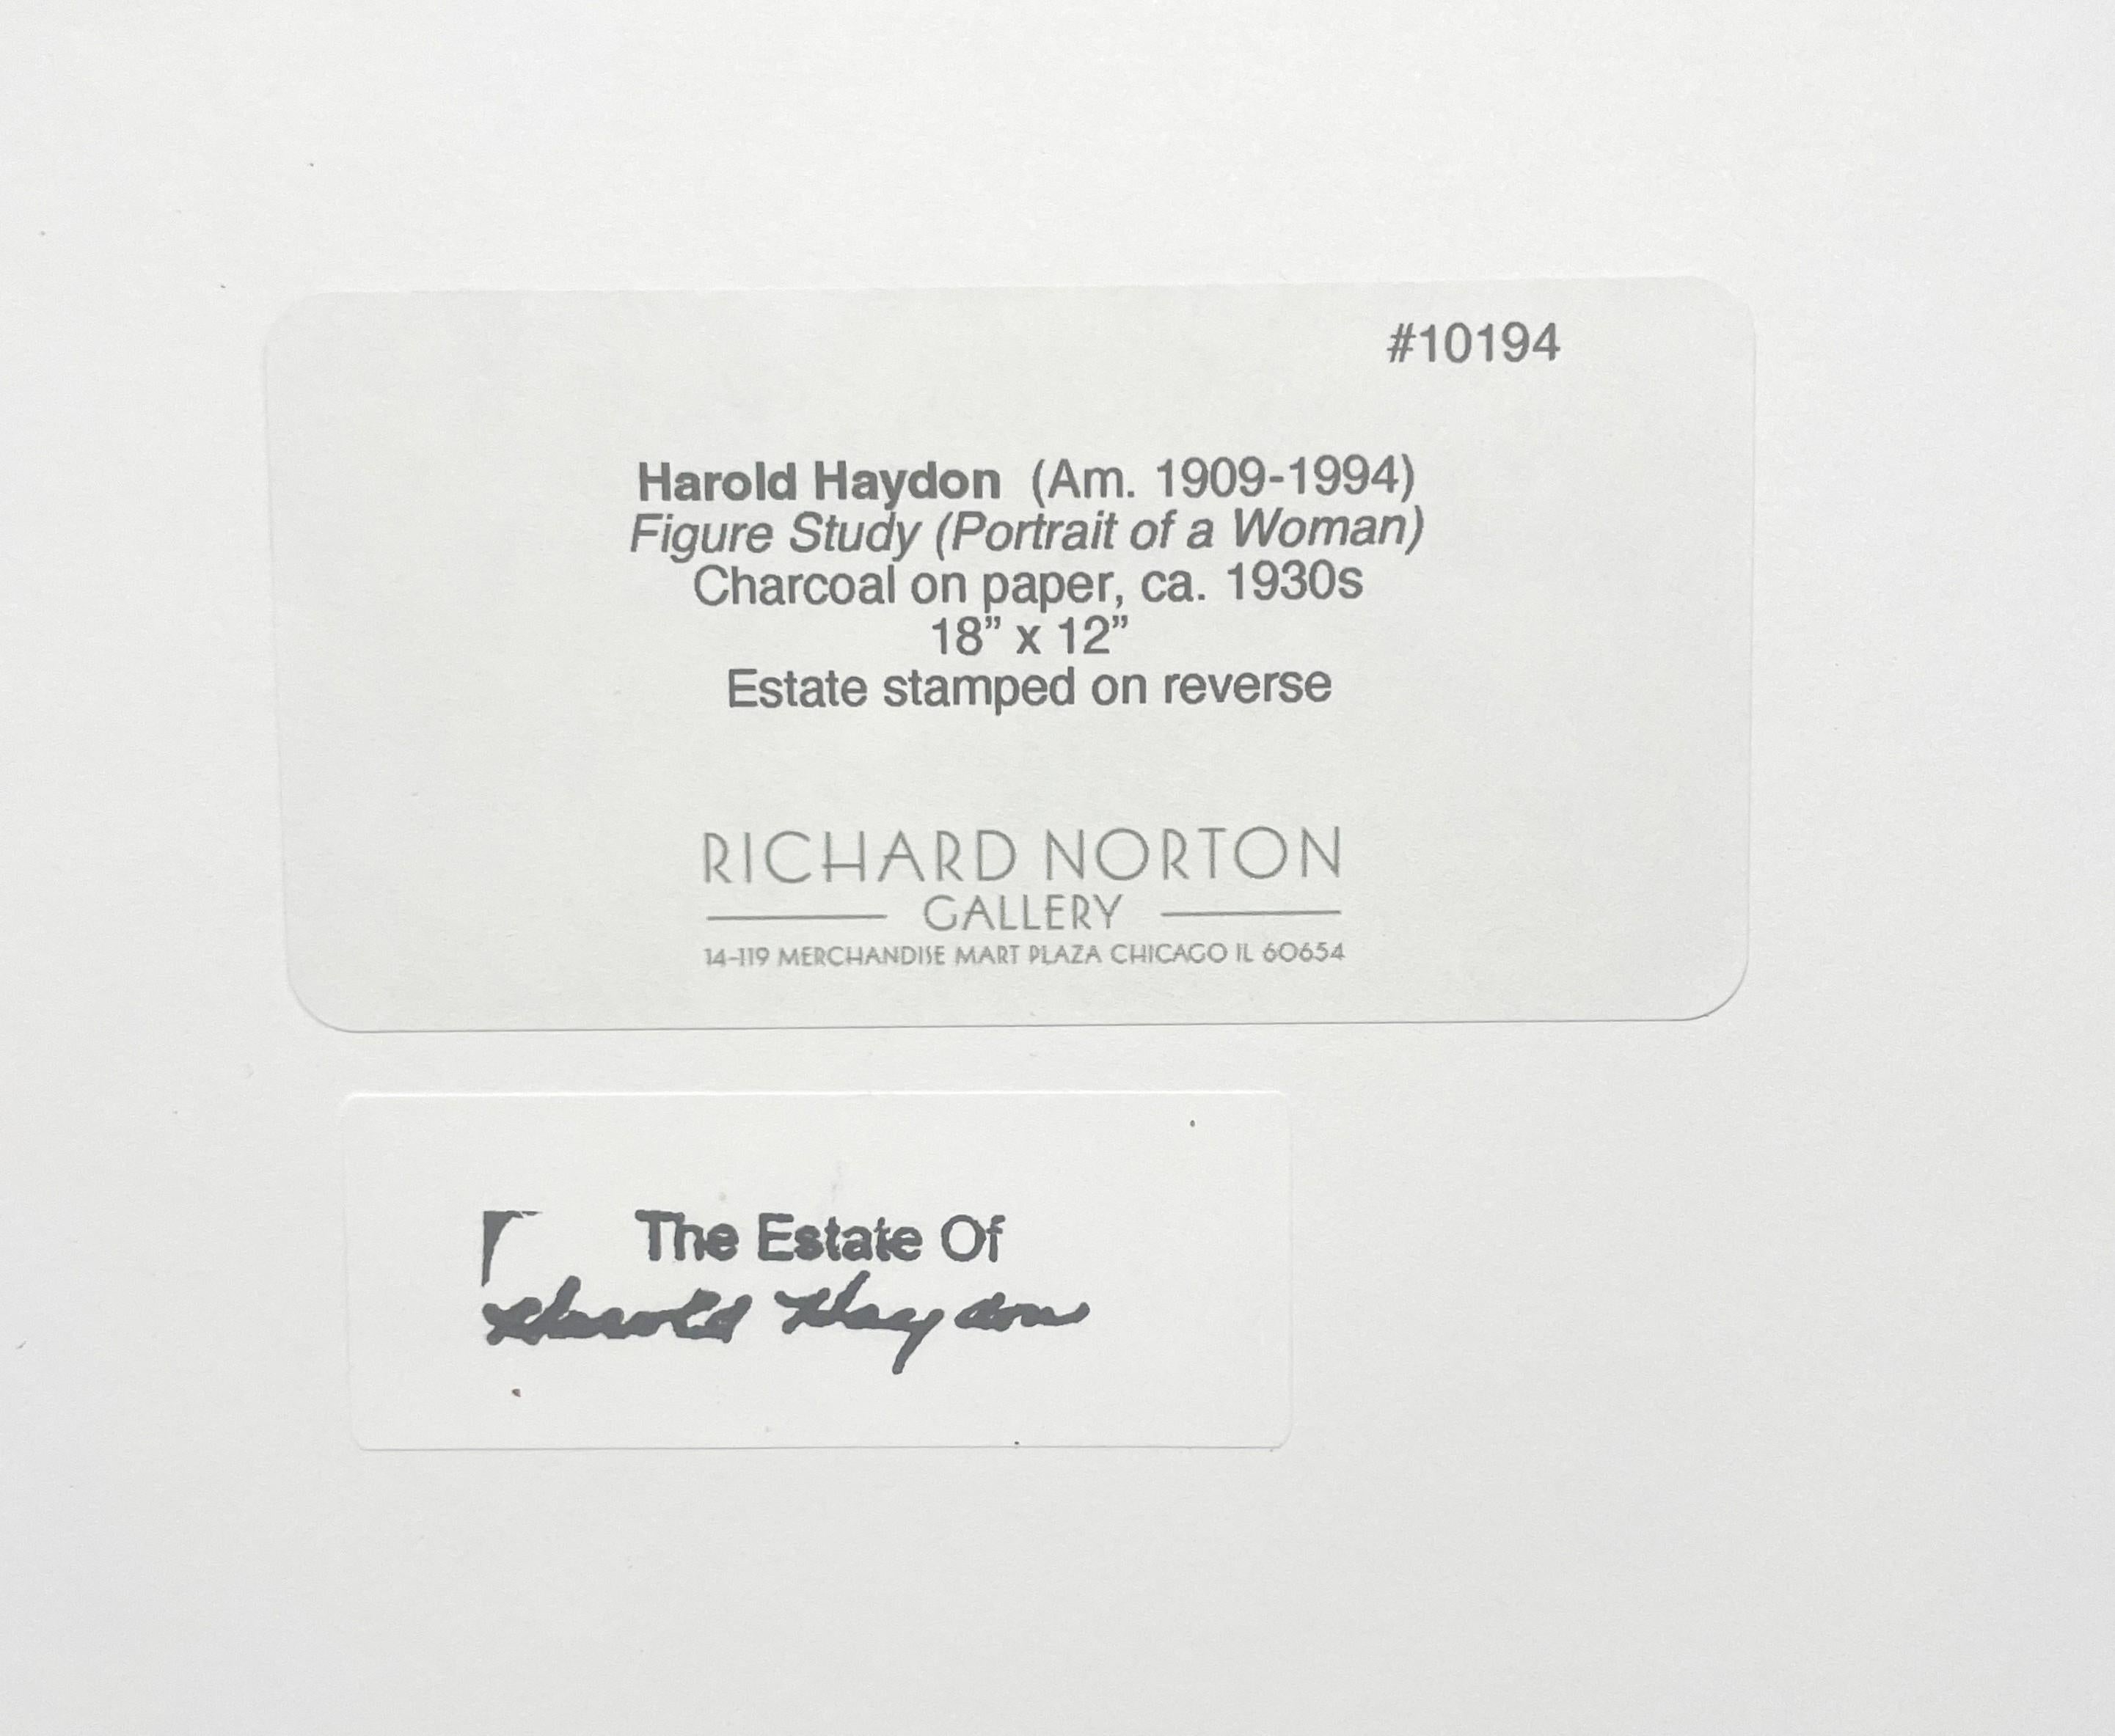 #10194
Harold Haydon (Am. 1909-1994)
Figure Study (Portrait of a Woman)
Charcoal on paper, ca. 1930s
18” x 12”
Estate stamped on reverse
RICHARD NORTON
GALLERY
14-119 MERCHANDISE MART PLAZA CHICAGO IL 60654
The Estate Of
Harold Haydon